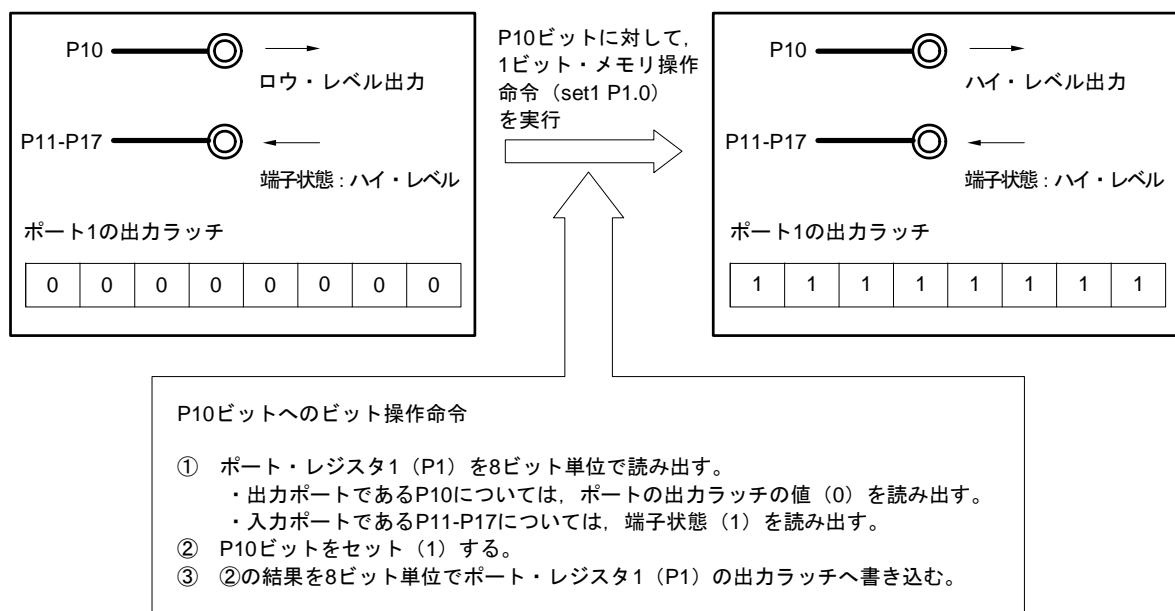 P10
ロウ・レベル出力
P11-P17
端子状態：ハイ・レベル
ポート1の出力ラッチ
0 0 0 0 0 0 0 0
P10ビットに対して，
1ビット・メモリ操作
命令（set1 P1.0）
を実行
P10
ハイ・レベル出力
P11-P17
端子状態：ハイ・レベル
ポート1の出力ラッチ
1 1 1 1 1 1 1 1
P10ビットへのビット操作命令
① ポート・レジスタ1（P1）を8ビット単位で読み出す。
・出力ポートであるP10については，ポートの出力ラッチの値（0）を読み出す。
・入力ポートであるP11-P17については，端子状態（1）を読み出す。
② P10ビットをセット（1）する。
③ ②の結果を8ビット単位でポート・レジスタ1（P1）の出力ラッチへ書き込む。